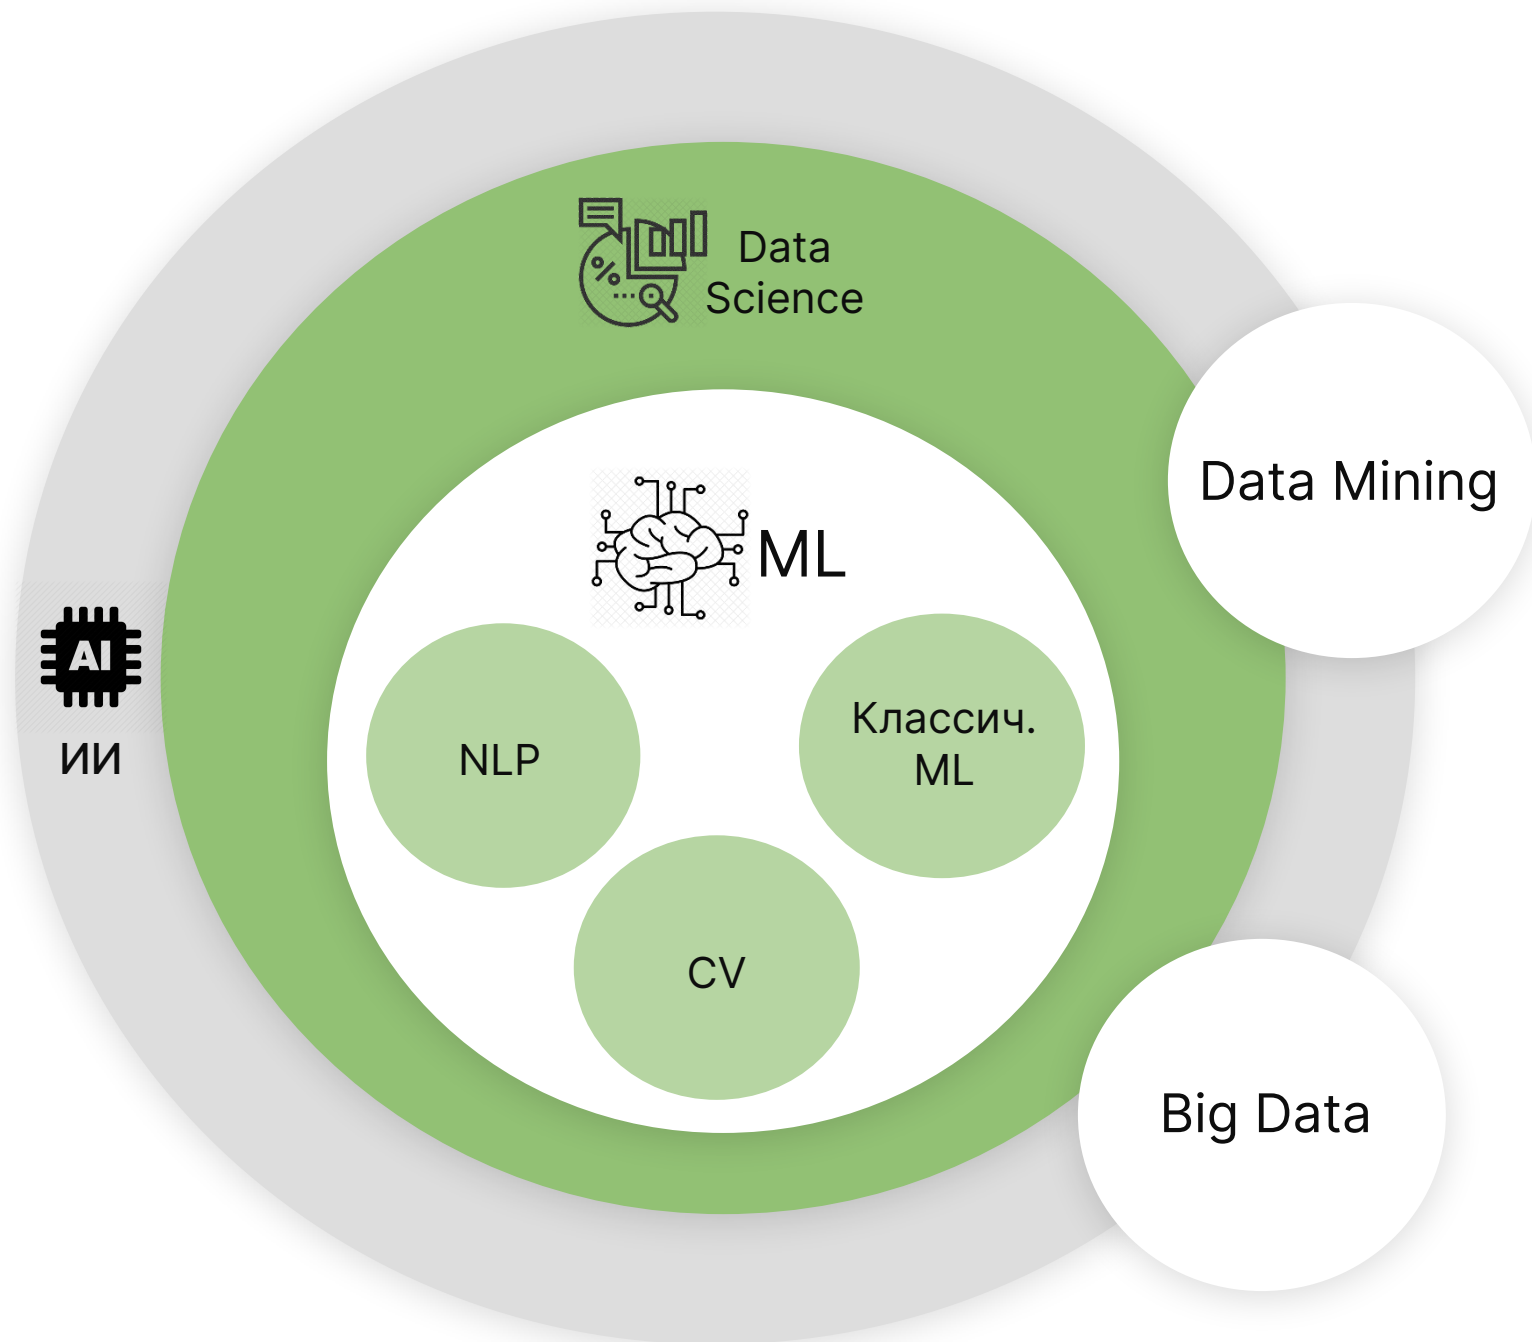 Data
Science
Data Mining
ML
AI
ИИ
NLP
Классич.
ML
CV
Big Data